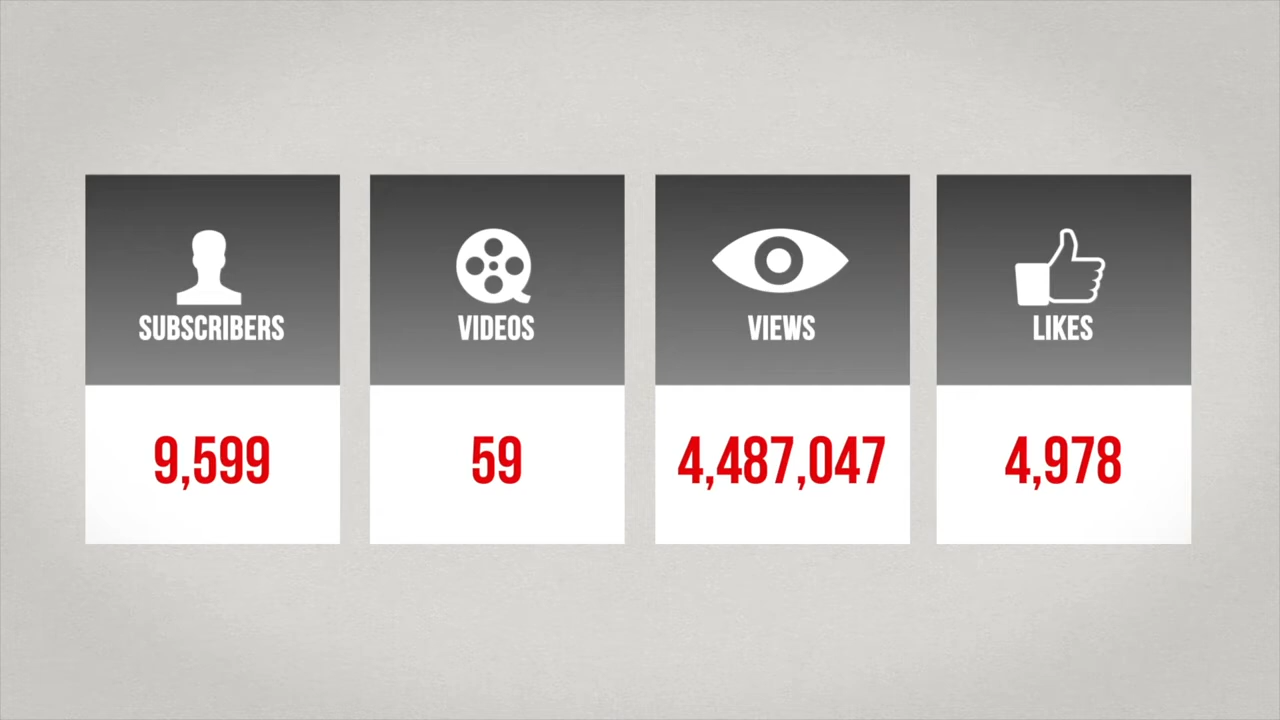 SUBSCRIBERS
VIDEOS
VIEWS
LIKES
9,599
59
4,487,047
4,978